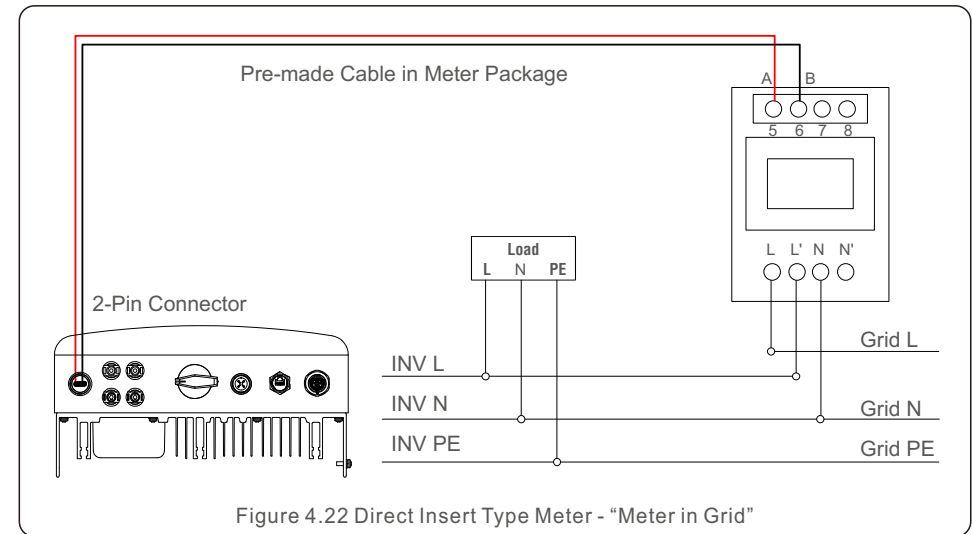 Pre-made Cable in Meter Package
A B
5 6 7 8
Load
L N PE
L L' N N'
2-Pin Connector
Grid L
INV L
INV N
Grid N
INV PE
Grid PE
Figure 4.22 Direct Insert Type Meter - “Meter in Grid”